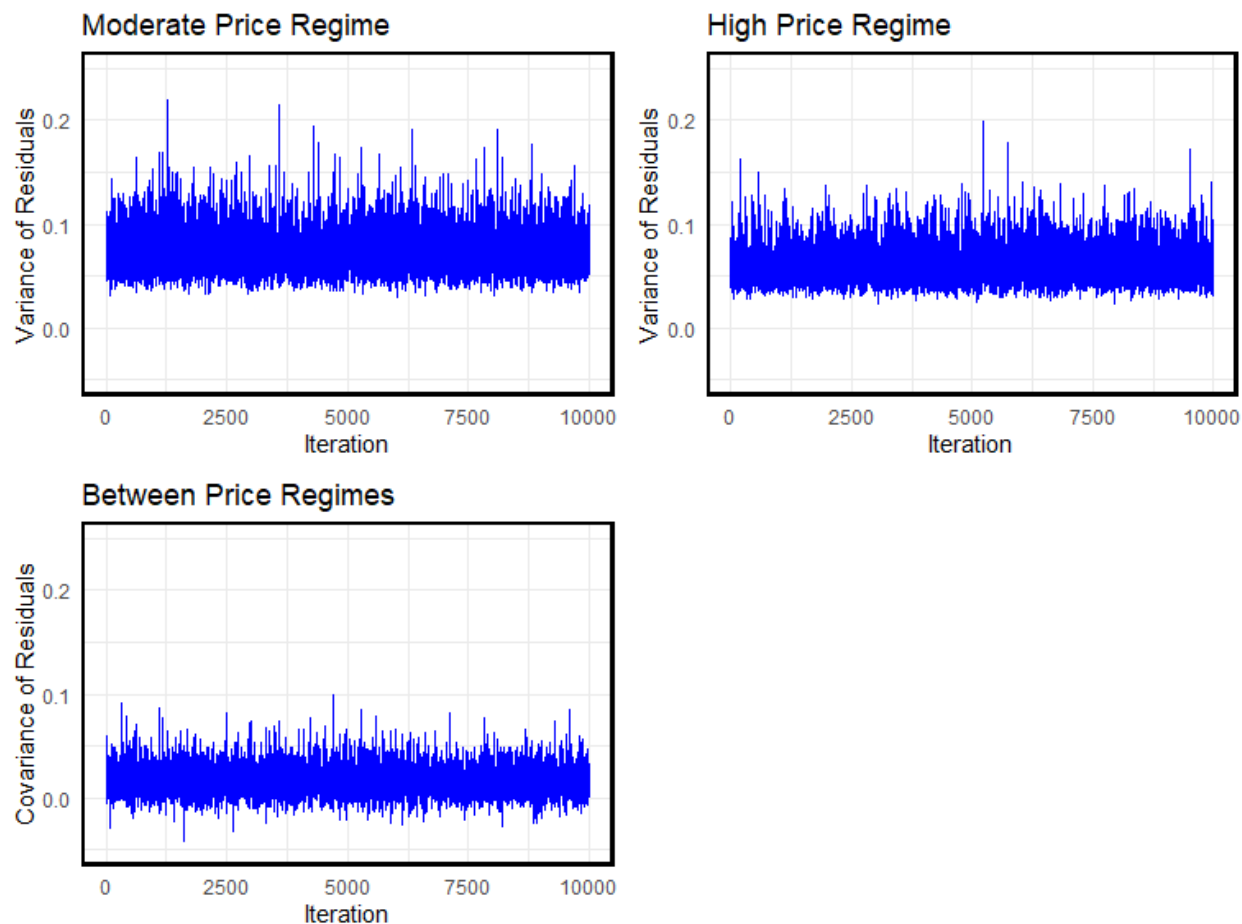 Moderate Price Regime
Variance of Residuals
0.2
0.1
0.0
0 2500 5000 7500 10000
Iteration
High Price Regime
Variance of Residuals
0.2
0.1
0.0
0 2500 5000 7500 10000
Iteration
Between Price Regimes
Covariance of Residuals
0.2
0.1
0.0
0 2500 5000 7500 10000
Iteration